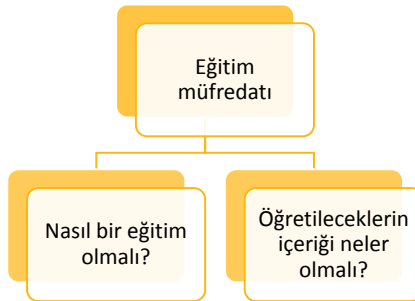 Eğitim
müfredatı
Nasıl bir eğitim
olmalı?
Öğretileceklerin
içeriği neler
olmalı?